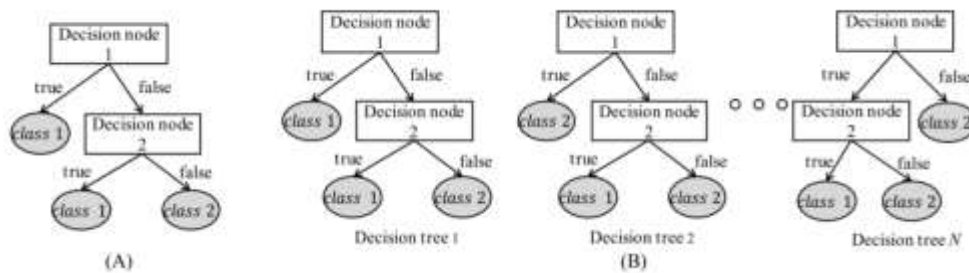 Decision node
1
true
false
class 1
Decision node
2
true
false
class 1
class 2
(A)
Decision node
1
true
false
class 1
Decision node
2
true
false
class 1
class 2
Decision tree 1
Decision node
1
true
false
class 2
Decision node
2
true
false
class 1
class 2
Decision tree 2
Decision node
1
true
false
Decision node
2
class 2
true
false
class 1
class 2
Decision tree N
(B)